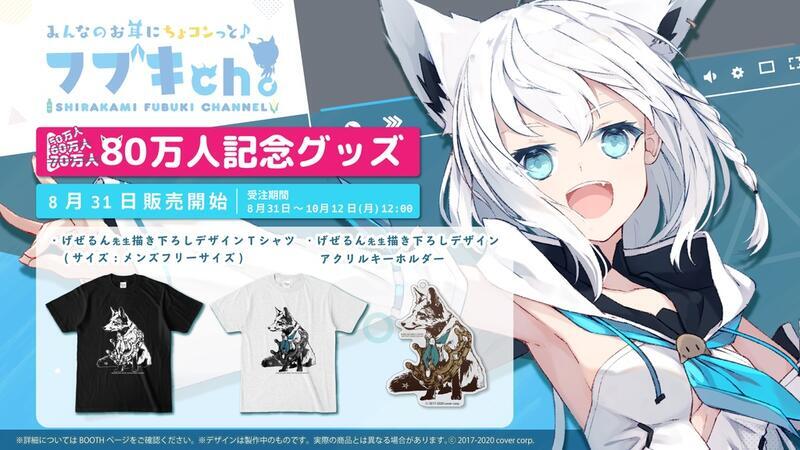 みんなのお耳にちょコンっと♪
フブキch。
SHIRAKAMI FUBUKI CHANNEL
50万人
60万人
70万人
80万人記念グッズ
8月31日販売開始
受注期間
8月31日～10月12日(月)12:00
・げぜるん先生描き下ろしデザインTシャツ
(サイズ：メンズフリーサイズ)
・げぜるん先生描き下ろしデザイン
アクリルキーホルダー
※詳細については BOOTH ページをご確認ください。※デザインは製作中のものです。実際の商品とは異なる場合があります。Ⓒ 2017-2020 cover corp.